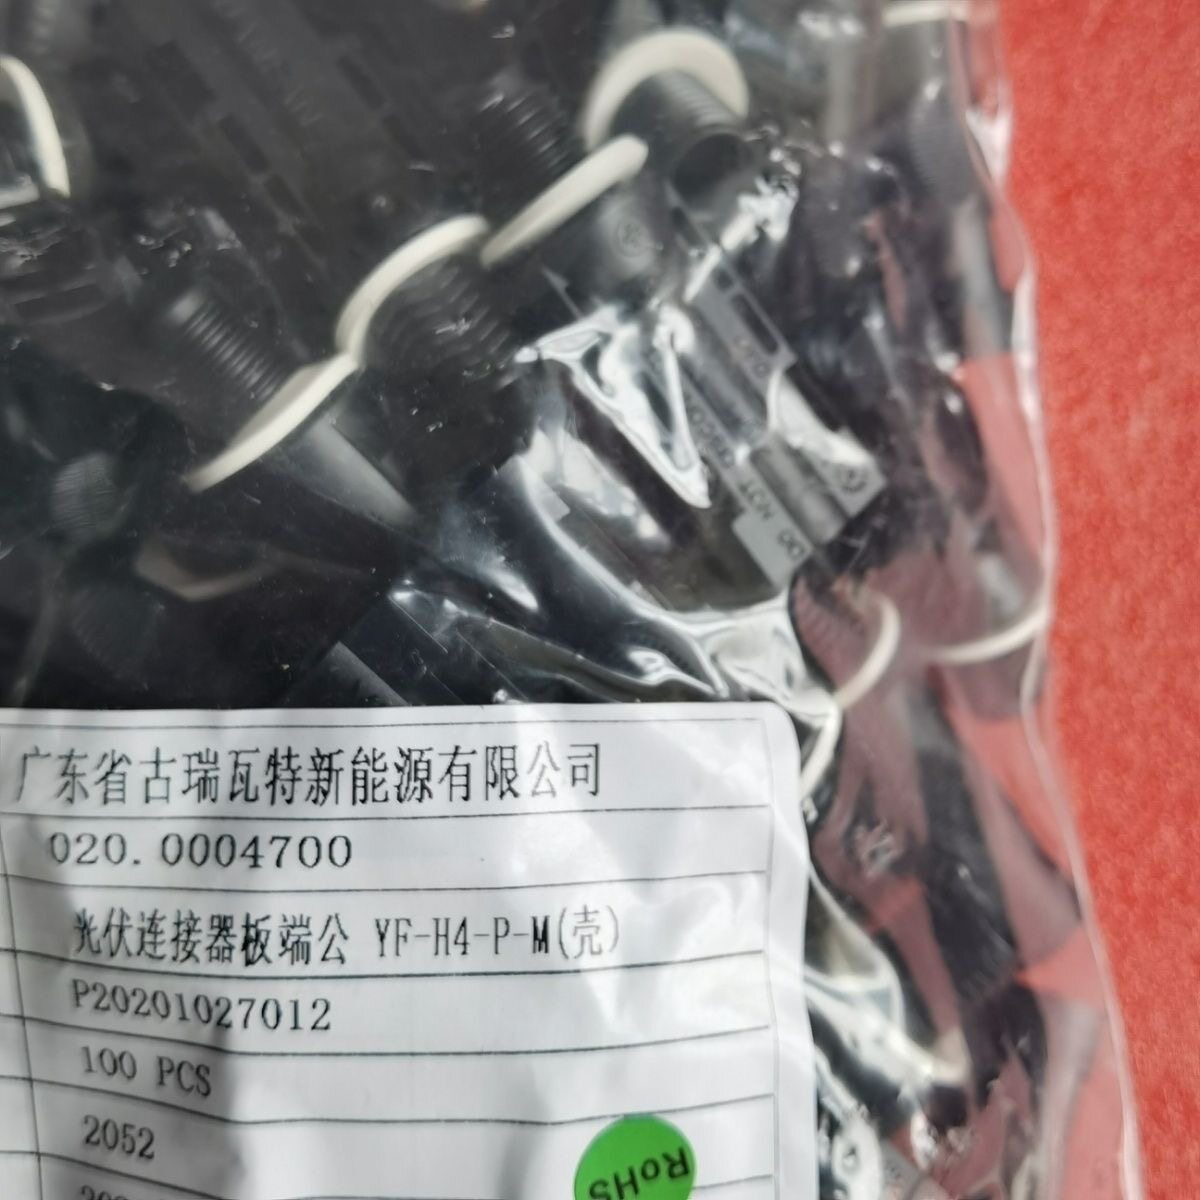 广东省古瑞瓦特新能源有限公司
020.0004700
光伏连接器板端公 YF-H4-P-M(壳)
P20201027012
100 PCS
2052
RoHS